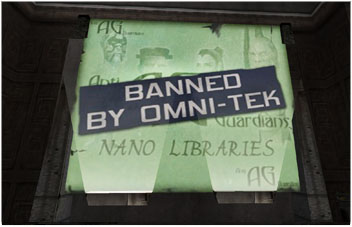 AG
BANNED
BY OMNI-TEK
Guardians
NANO LIBRARIES
AG